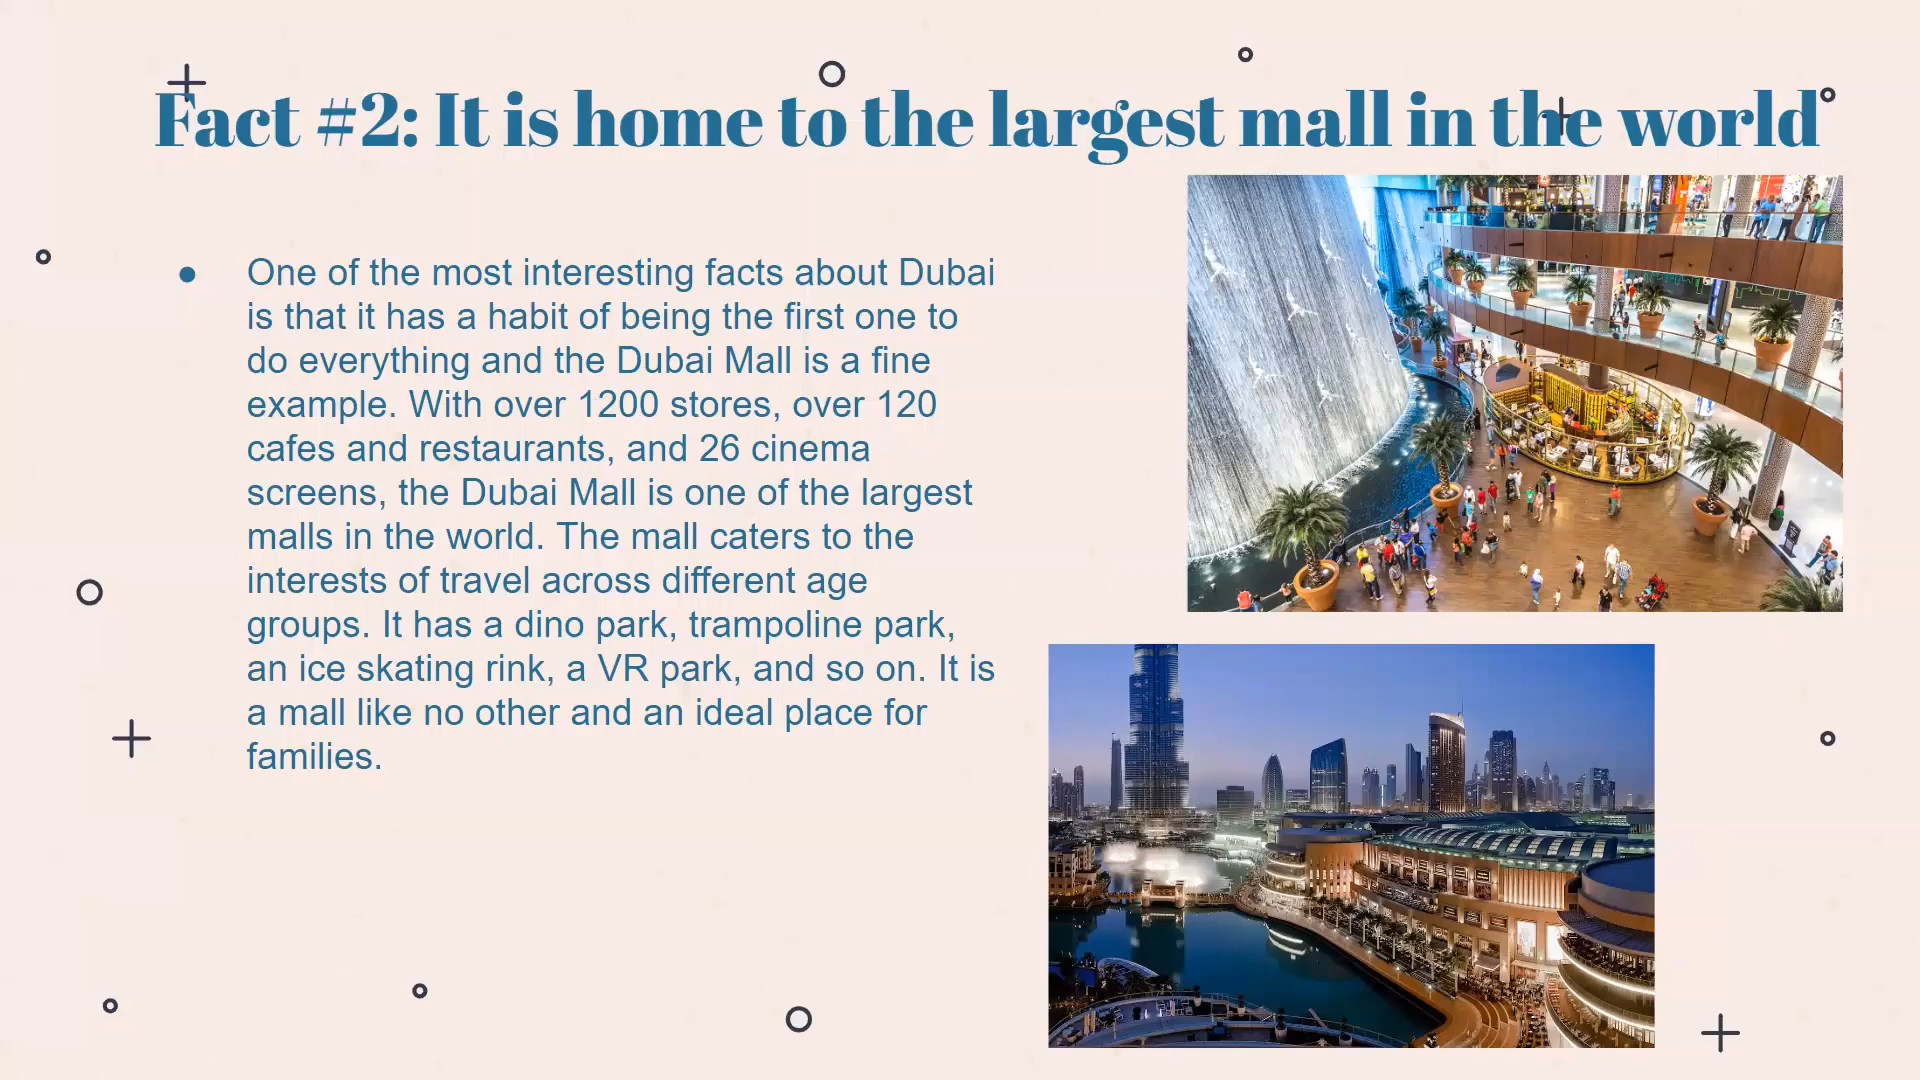 Fact #2: It is home to the largest mall in the world
● One of the most interesting facts about Dubai
is that it has a habit of being the first one to
do everything and the Dubai Mall is a fine
example. With over 1200 stores, over 120
cafes and restaurants, and 26 cinema
screens, the Dubai Mall is one of the largest
malls in the world. The mall caters to the
interests of travel across different age
groups. It has a dino park, trampoline park,
an ice skating rink, a VR park, and so on. It is
a mall like no other and an ideal place for
families.